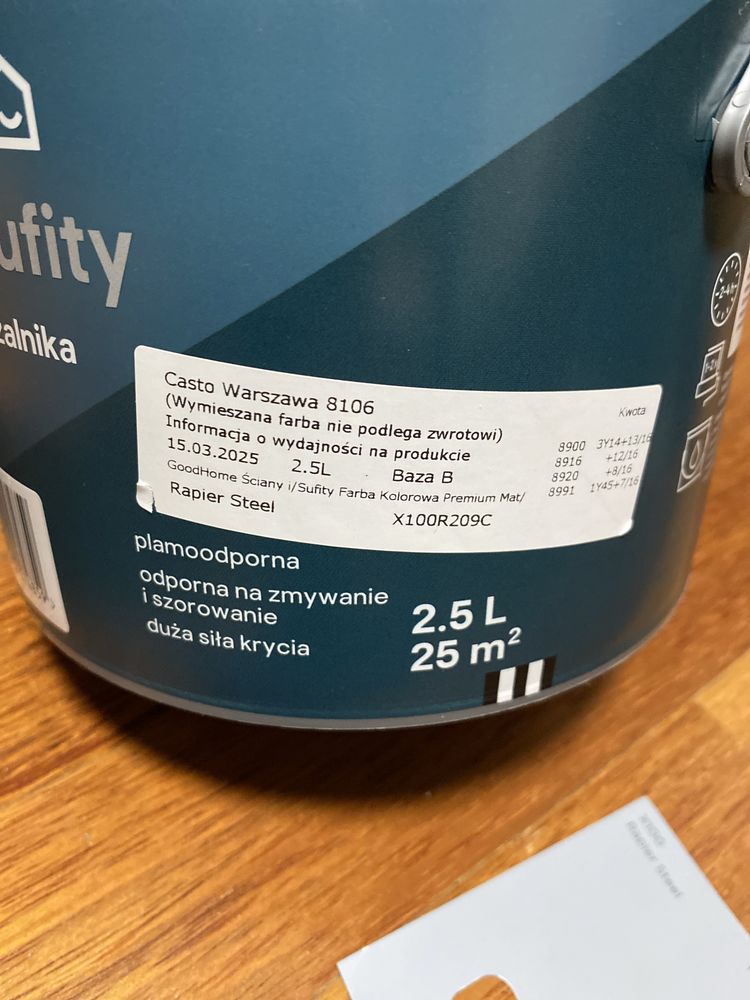 ufity
zalnika
Casto Warszawa 8106
(Wymieszana farba nie podlega zwrotowi)
Informacja o wydajności na produkcie
15.03.2025 2.5L Baza B
GoodHome Ściany i/Sufity Farba Kolorowa Premium Mat/
Rapier Steel X100R209C
Kwota
8900 3Y14+13/16
8916 +12/16
8920 +8/16
8991 1Y45+7/16
plamoodporna
odporna na zmywanie
i szorowanie
duża siła krycia
2.5 L
25 m²
2-4 h
Rapier Steel